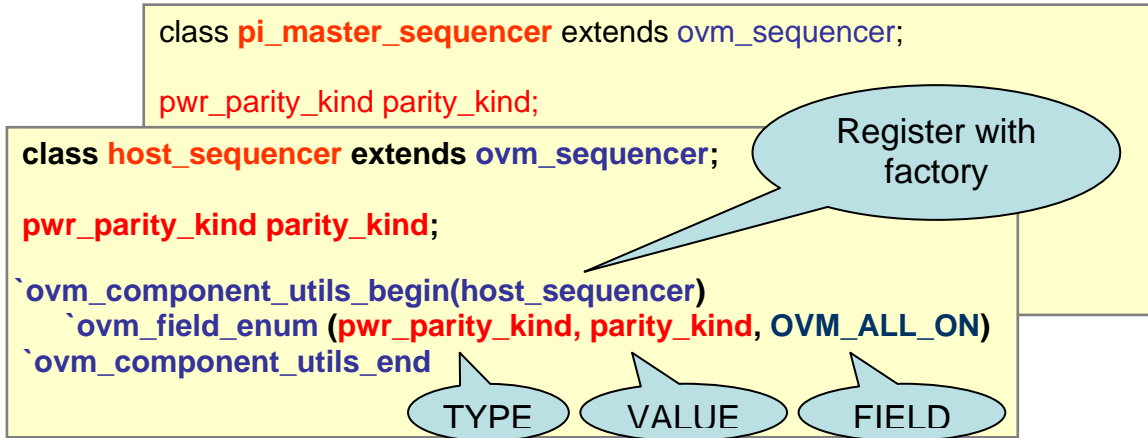 class pi_master_sequencer extends ovm_sequencer;
pwr_parity_kind parity_kind;
class host_sequencer extends ovm_sequencer;
pwr_parity_kind parity_kind;
`ovm_component_utils_begin(host_sequencer)
`ovm_field_enum (pwr_parity_kind, parity_kind, OVM_ALL_ON)
`ovm_component_utils_end
Register with
factory
TYPE
VALUE
FIELD